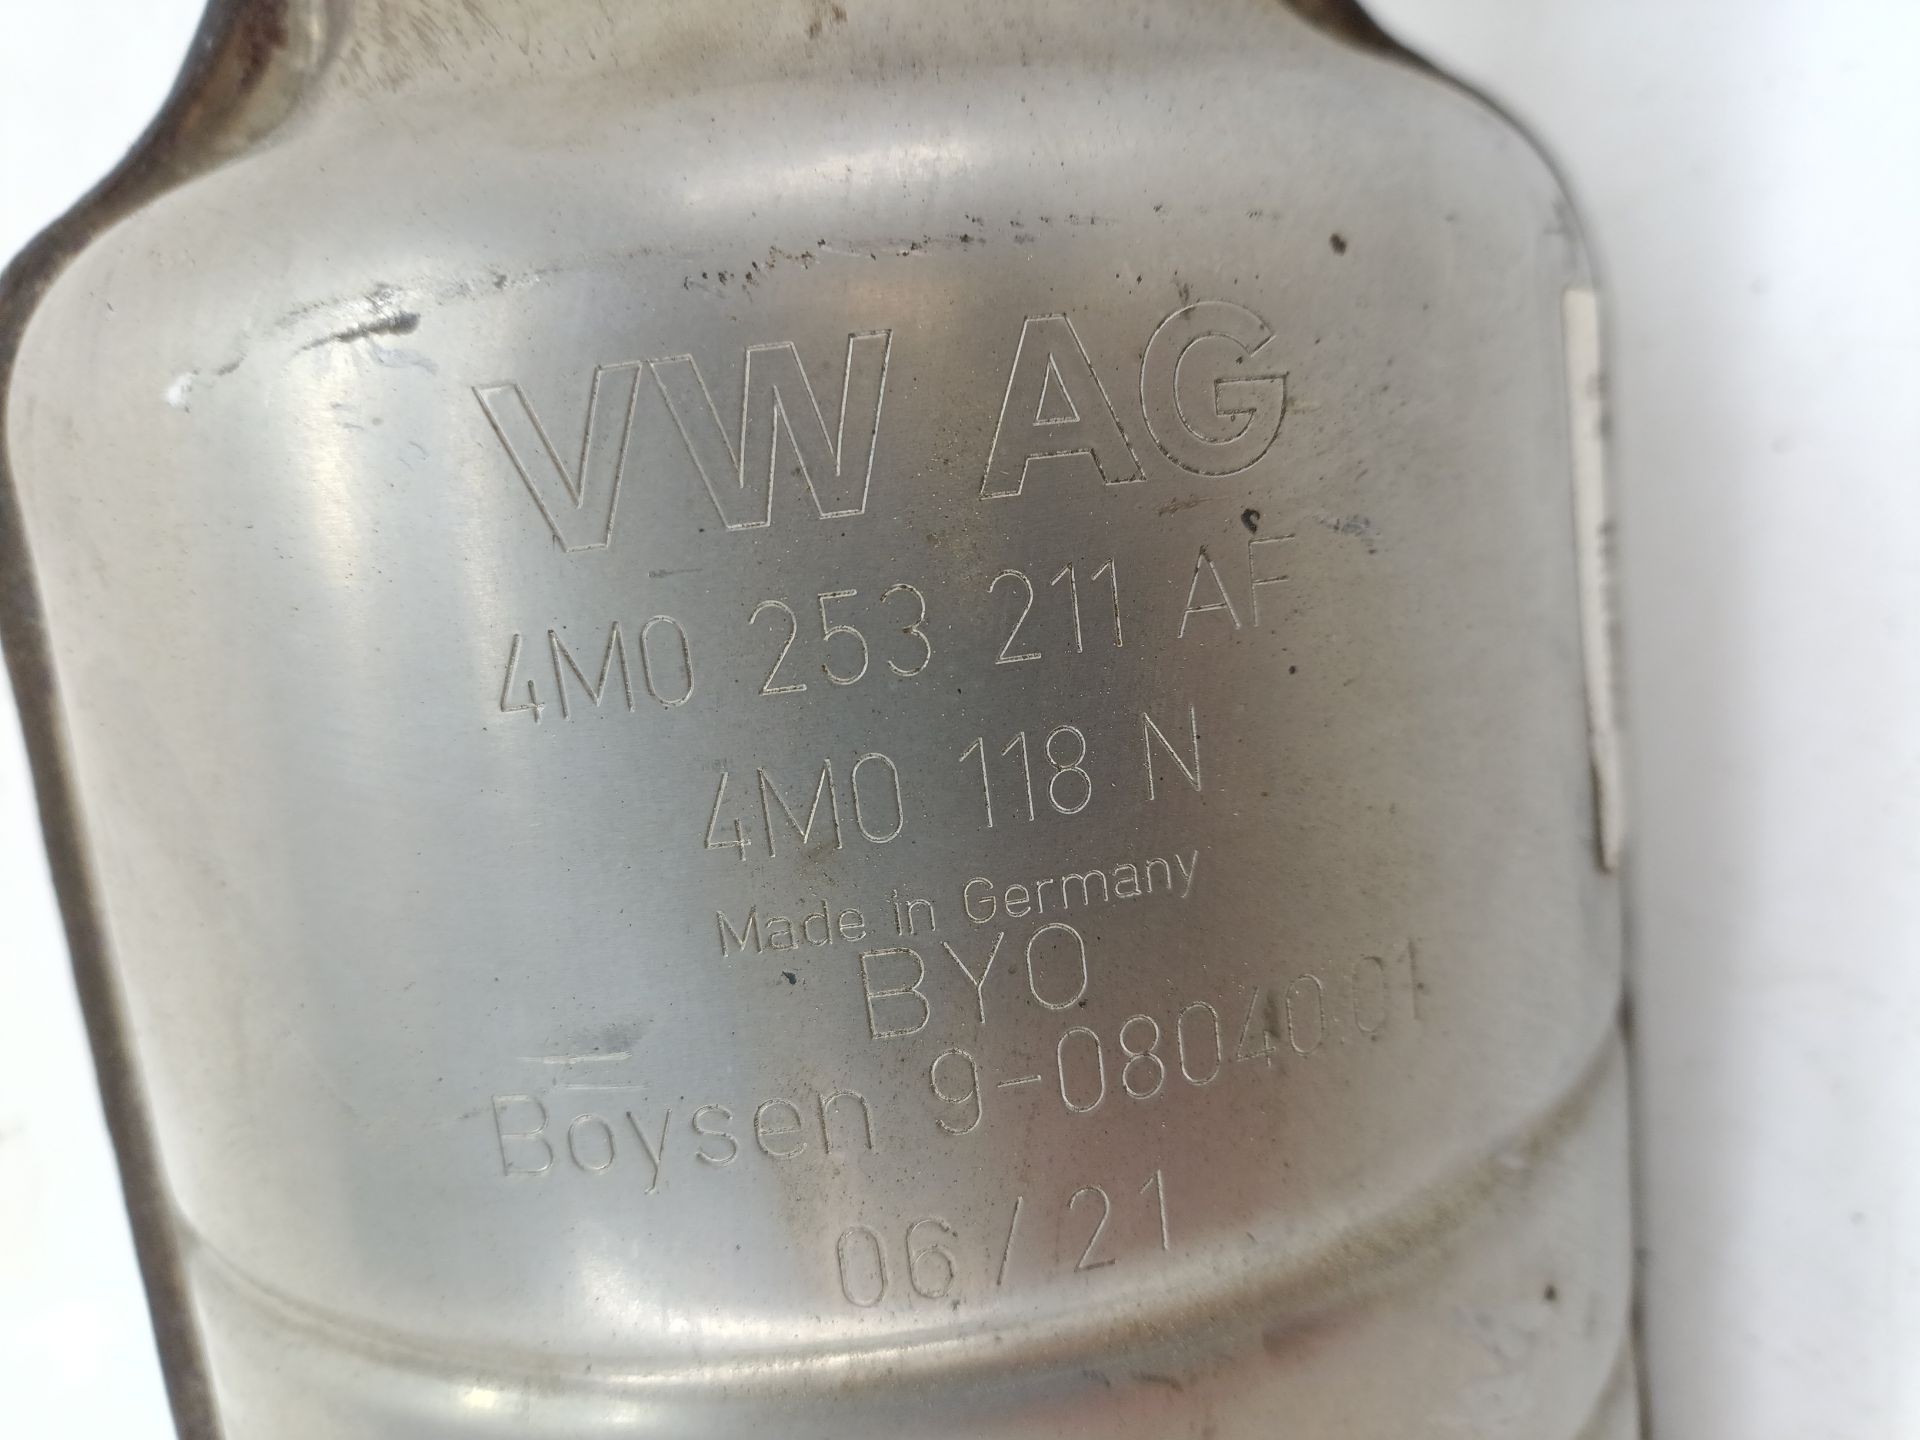 VW AG
4M0 253 211 AF
4M0 118 N
Made in Germany
BYO
Boysen 9-08040.01
06/21